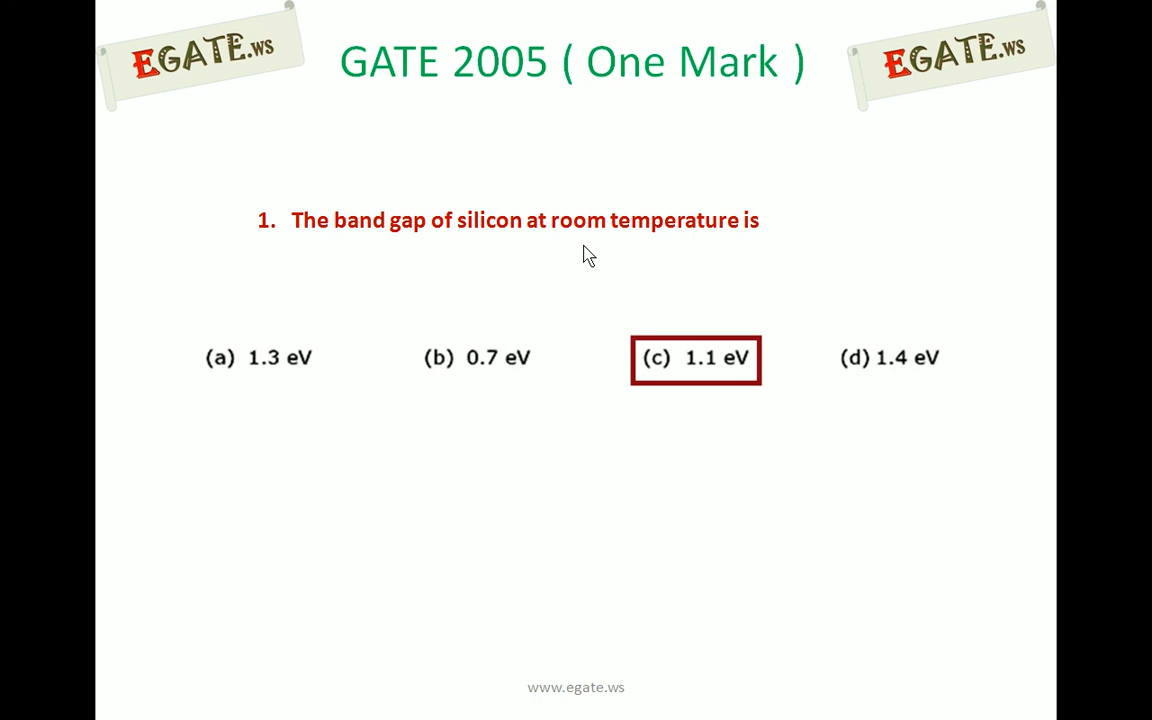 EGATE.ws
GATE 2005 ( One Mark )
EGATE.ws
1. The band gap of silicon at room temperature is
(a) 1.3 eV (b) 0.7 eV (c) 1.1 eV (d) 1.4 eV
www.egate.ws